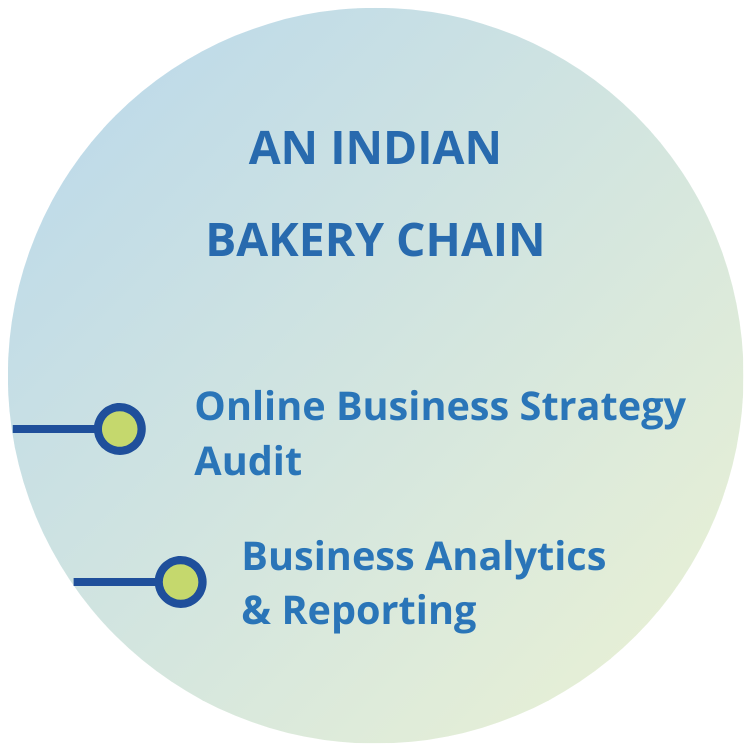 AN INDIAN
BAKERY CHAIN
Online Business Strategy
Audit
Business Analytics
& Reporting